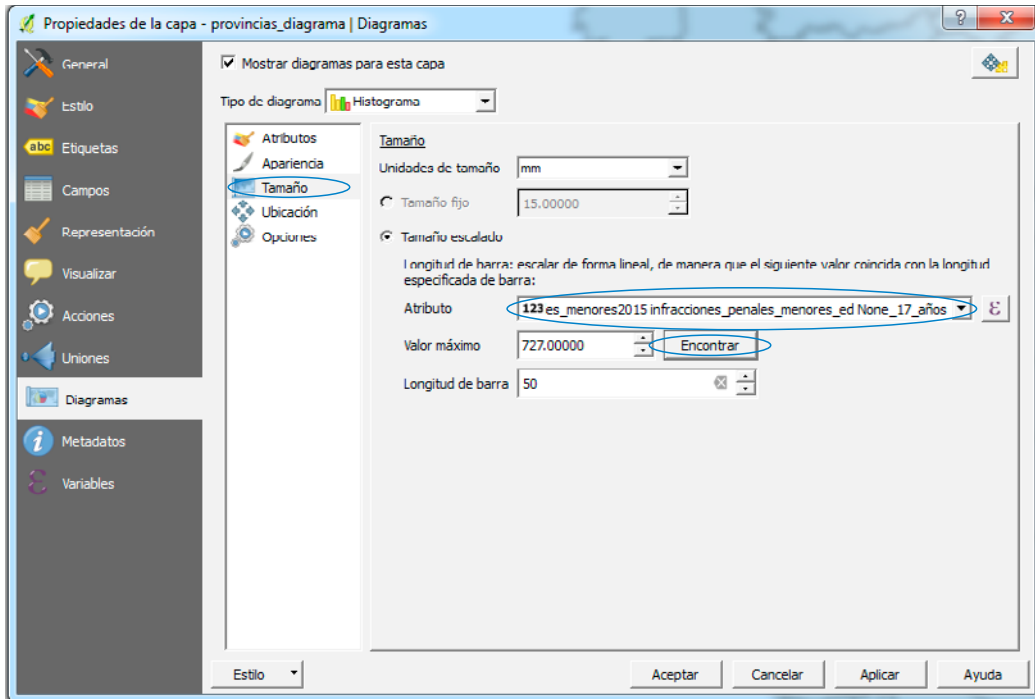 Propiedades de la capa - provincias_diagrama | Diagramas
General
Estilo
abc Etiquetas
Campos
Representación
Visualizar
Acciones
Uniones
Diagramas
Metadatos
Variables
Mostrar diagramas para esta capa
Tipo de diagrama Histograma
Atributos
Apariencia
Tamaño
Ubicación
Opciones
Tamaño
Unidades de tamaño mm
Tamaño fijo 15.00000
Tamaño escalado
Longitud de barra: escalar de forma lineal, de manera que el siguiente valor coincida con la longitud
especificada de barra:
Atributo 123 es_menores2015 infracciones_penales_menores_ed None_17_años ε
Valor máximo 727.00000 Encontrar
Longitud de barra 50
Estilo Aceptar Cancelar Aplicar Ayuda